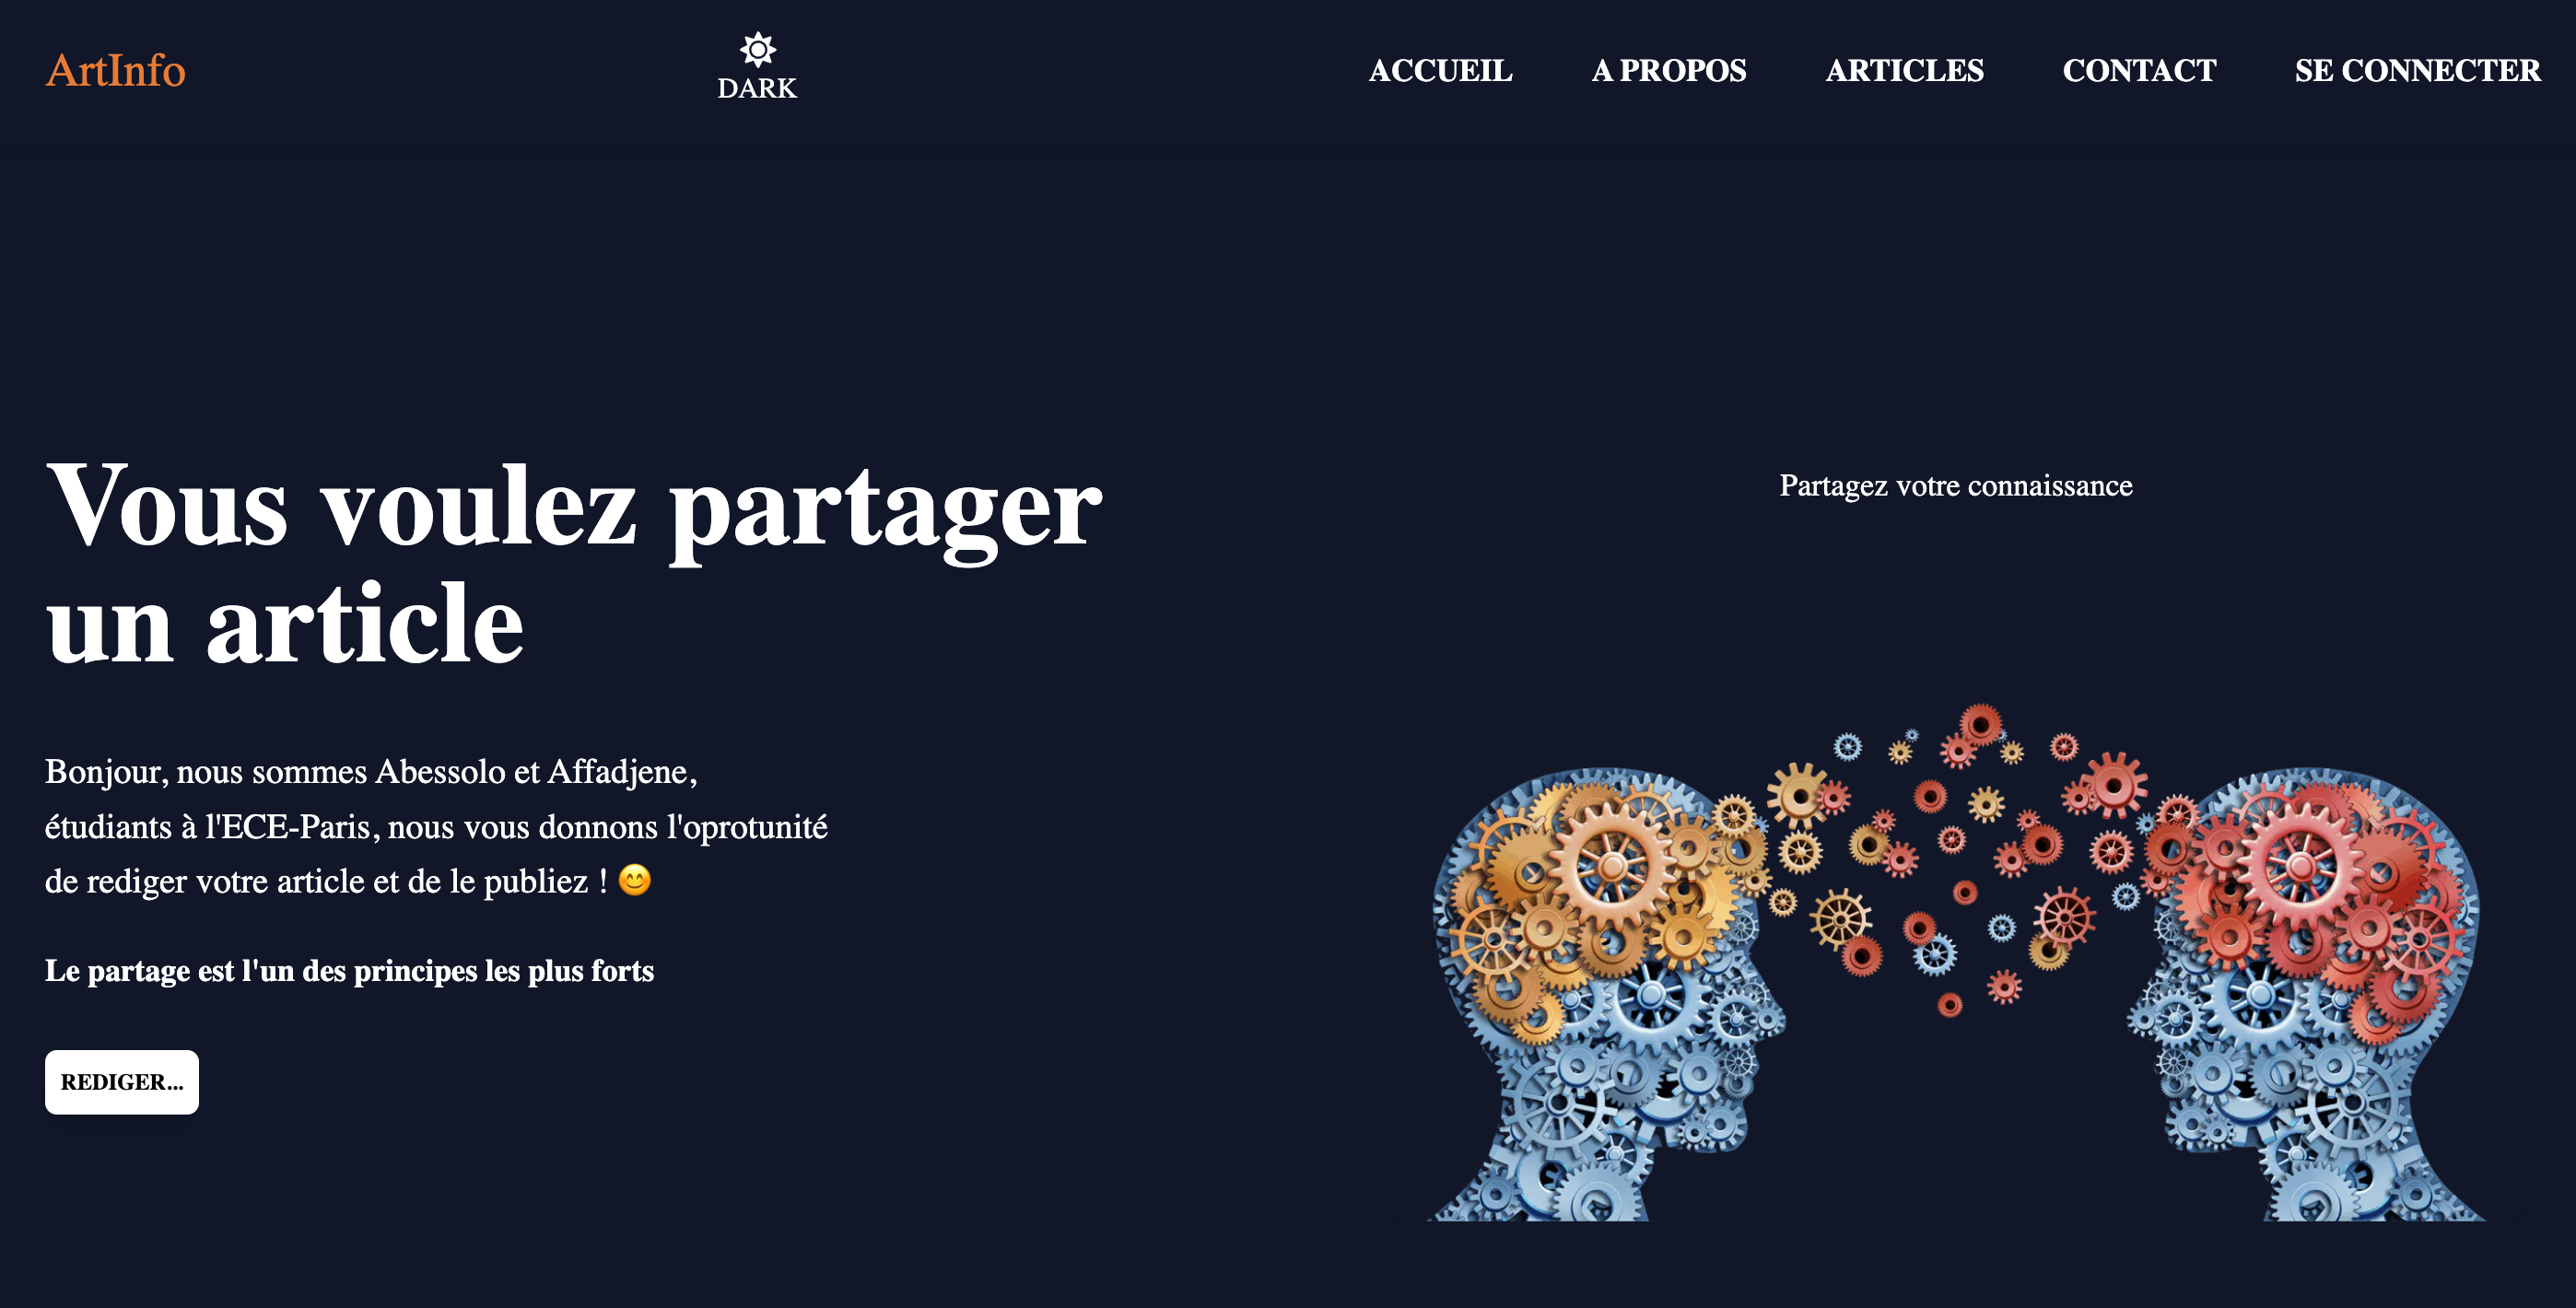 ArtInfo
DARK
ACCUEIL
A PROPOS
ARTICLES
CONTACT
SE CONNECTER
Vous voulez partager
un article
Bonjour, nous sommes Abessolo et Affadjene,
étudiants à l'ECE-Paris, nous vous donnons l'oprotunité
de rediger votre article et de le publiez ! 😊
Le partage est l'un des principes les plus forts
REDIGER...
Partagez votre connaissance